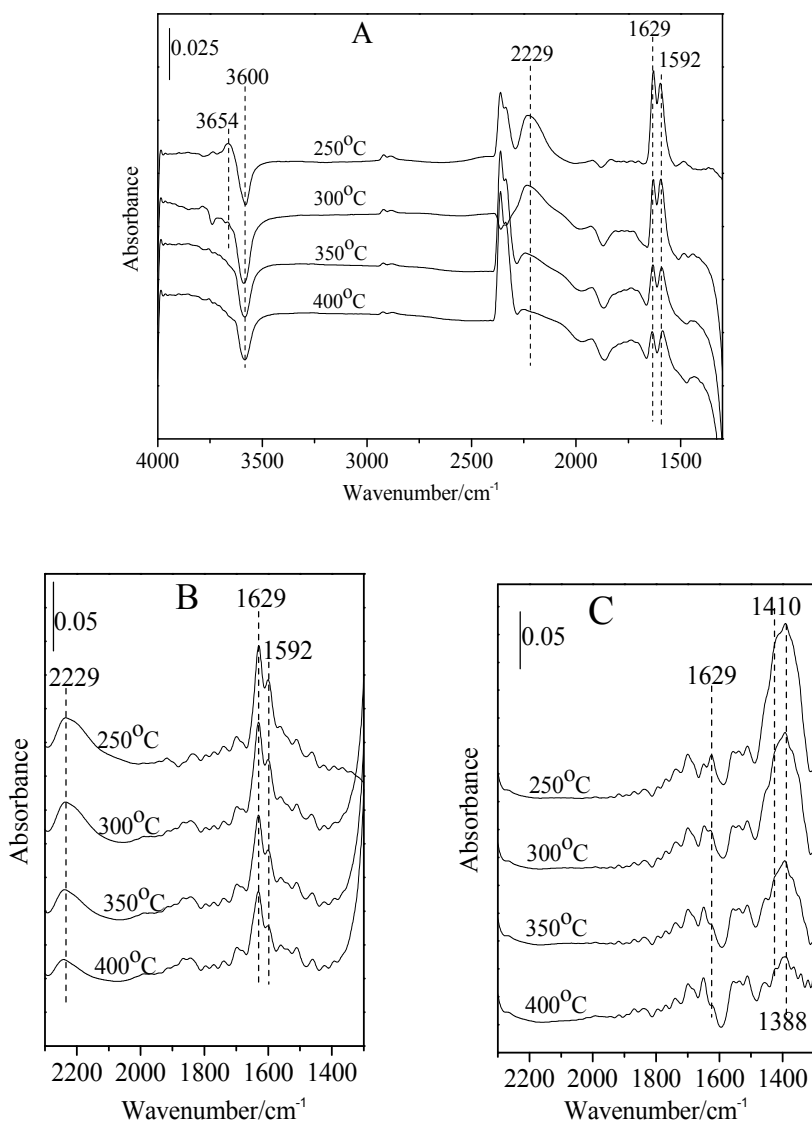 A
0.025
3600
3654
2229
1629
1592
250°C
300°C
350°C
400°C
Absorbance
4000 3500 3000 2500 2000 1500
Wavenumber/cm⁻¹
B
0.05
1629
1592
2229
250°C
300°C
350°C
400°C
Absorbance
2200 2000 1800 1600 1400
Wavenumber/cm⁻¹
C
0.05
1410
1629
250°C
300°C
350°C
400°C
1388
Absorbance
2200 2000 1800 1600 1400
Wavenumber/cm⁻¹